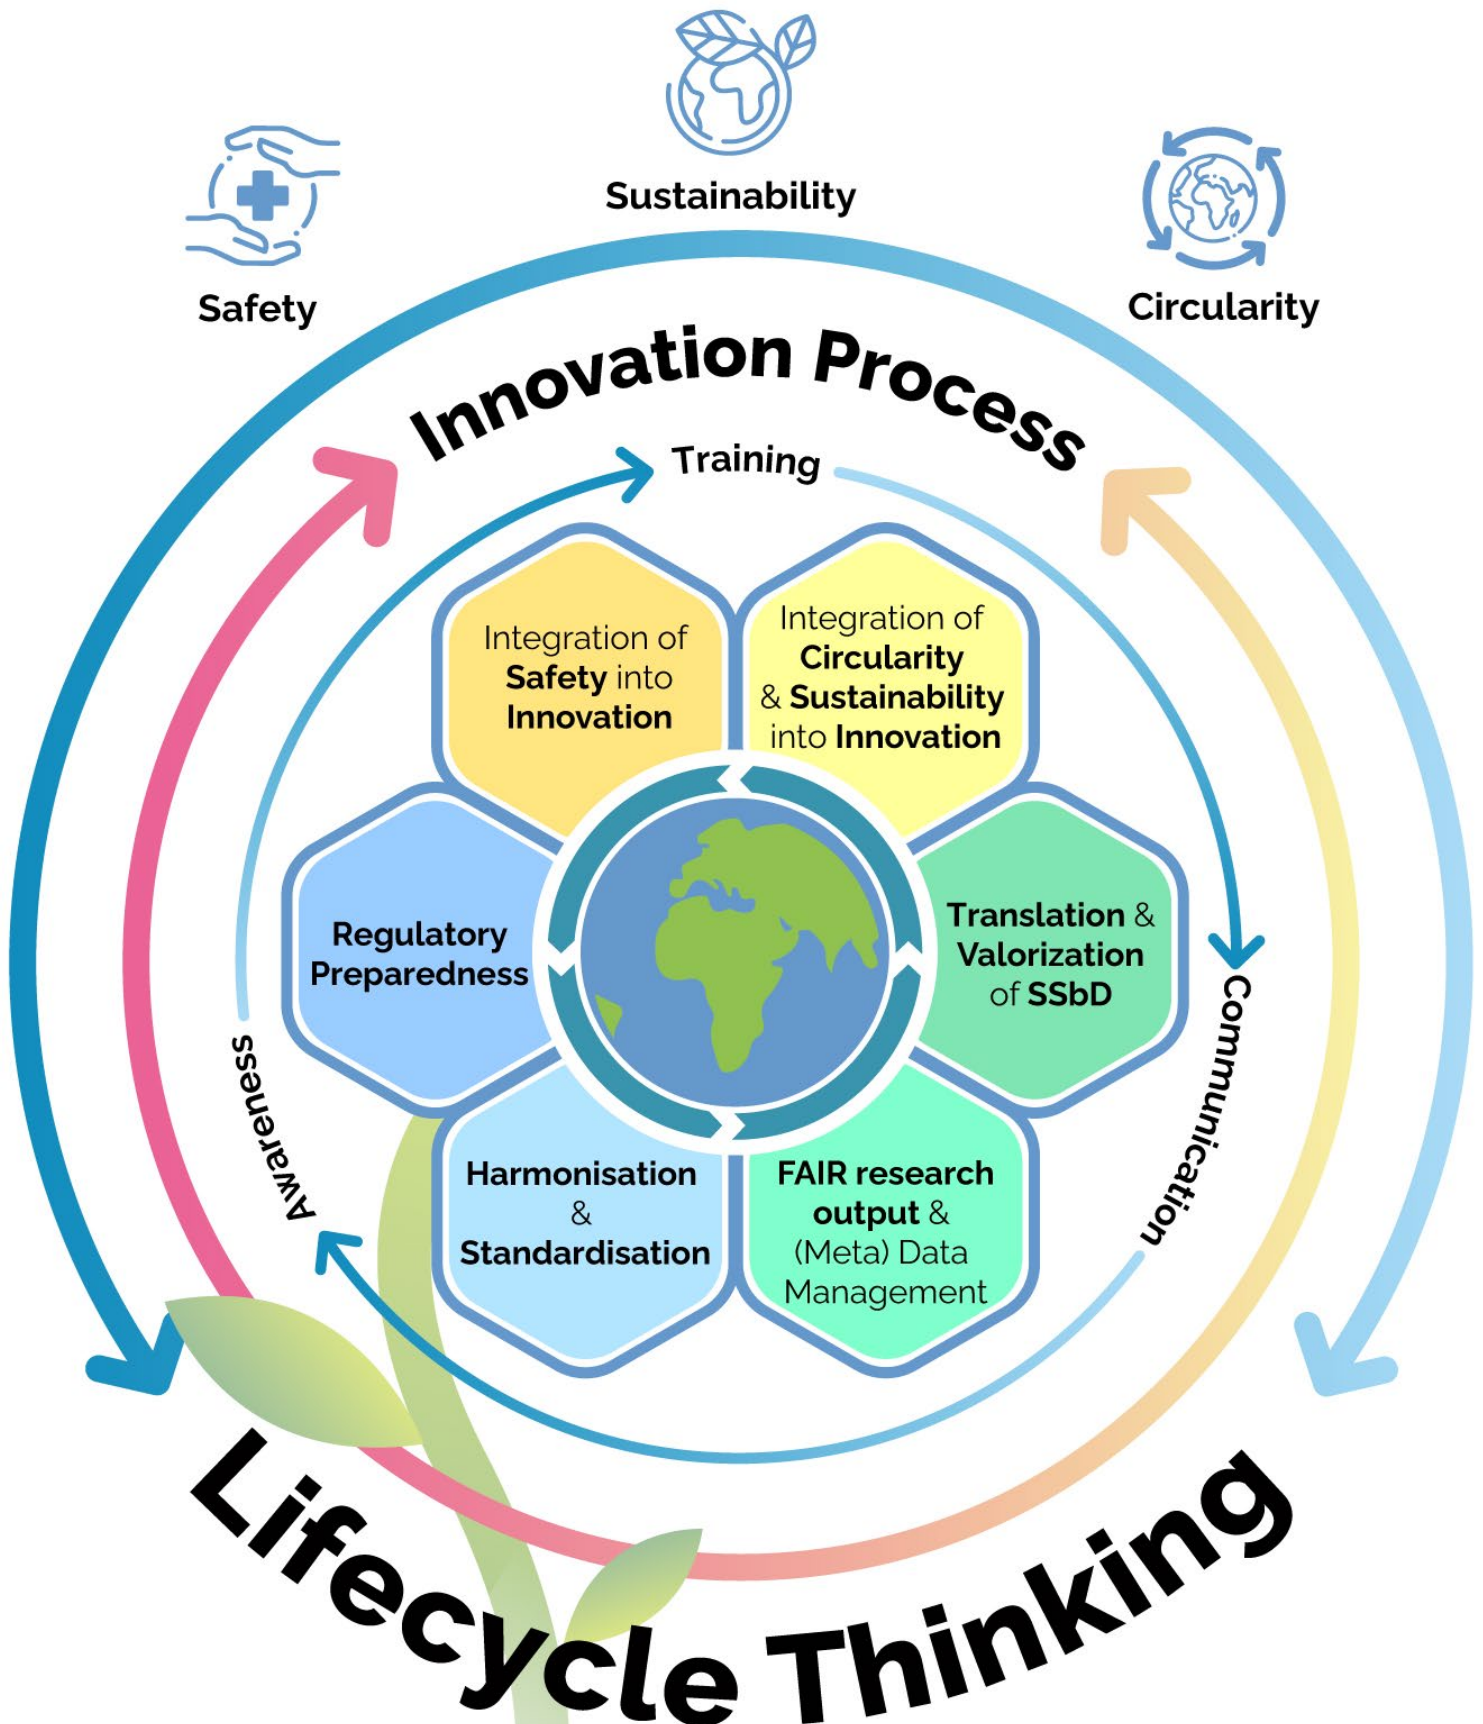 Sustainability
Safety
Circularity
Innovation Process
Training
Integration of
Safety into
Innovation
Integration of
Circularity
& Sustainability
into Innovation
Regulatory
Preparedness
Translation &
Valorization
of SSbD
Communication
Awareness
Harmonisation
&
Standardisation
FAIR research
output &
(Meta) Data
Management
Lifecycle Thinking